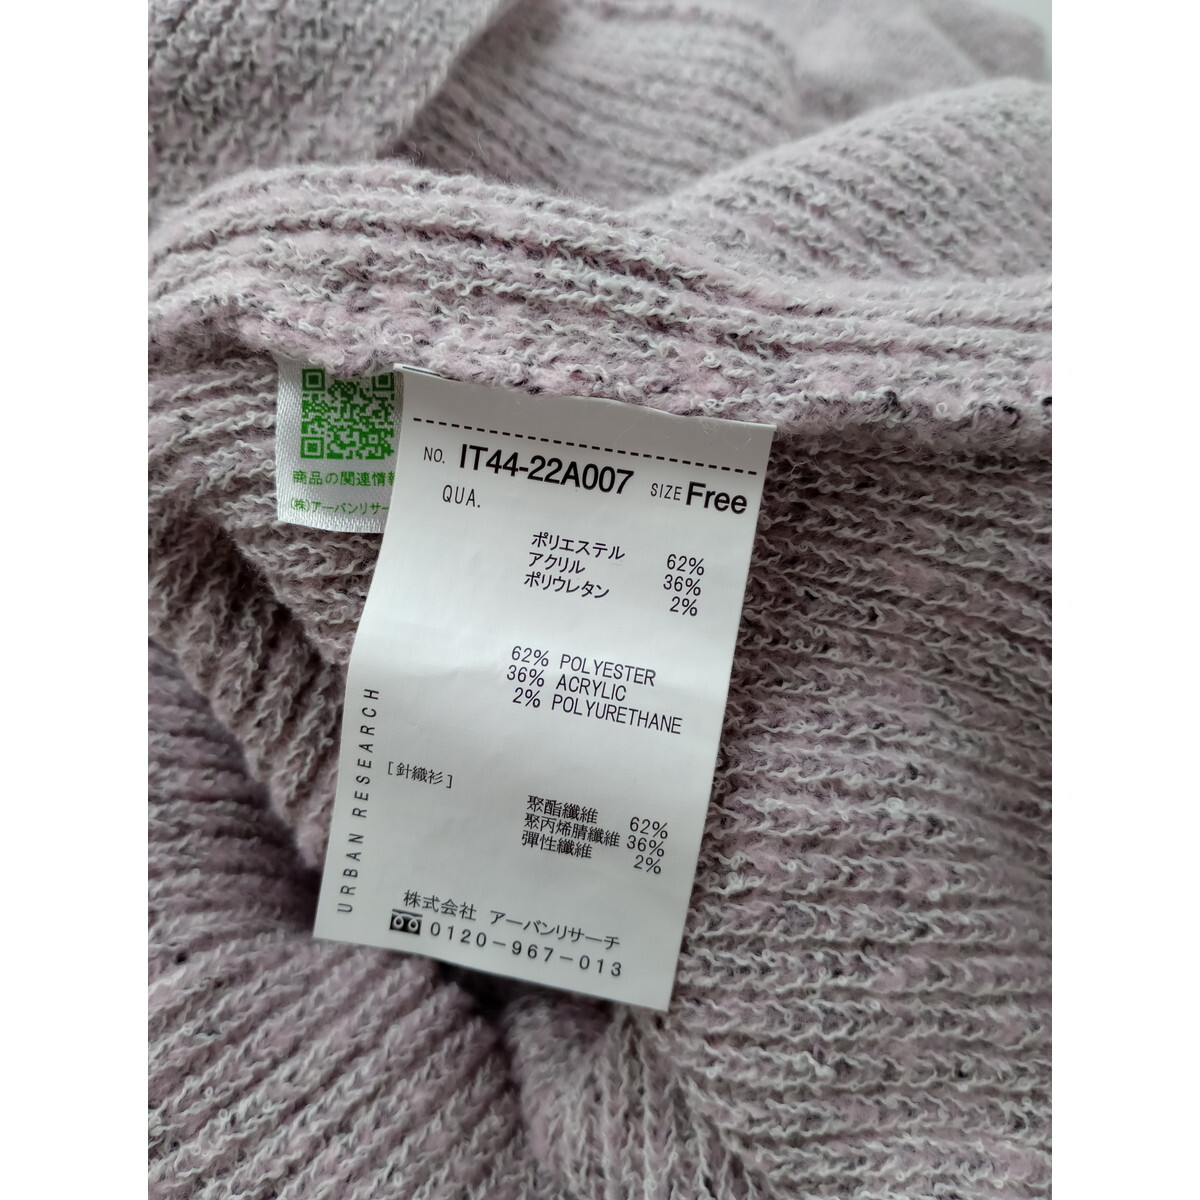 商品の関連情報
(株)アーバンリサー
NO. IT44-22A007 SIZE Free
QUA.
ポリエステル 62%
アクリル 36%
ポリウレタン 2%
62% POLYESTER
36% ACRYLIC
2% POLYURETHANE
[針織衫]
聚酯纖維 62%
聚丙烯腈纖維 36%
彈性纖維 2%
URBAN RESEARCH
株式会社 アーバンリサーチ
0120-967-013